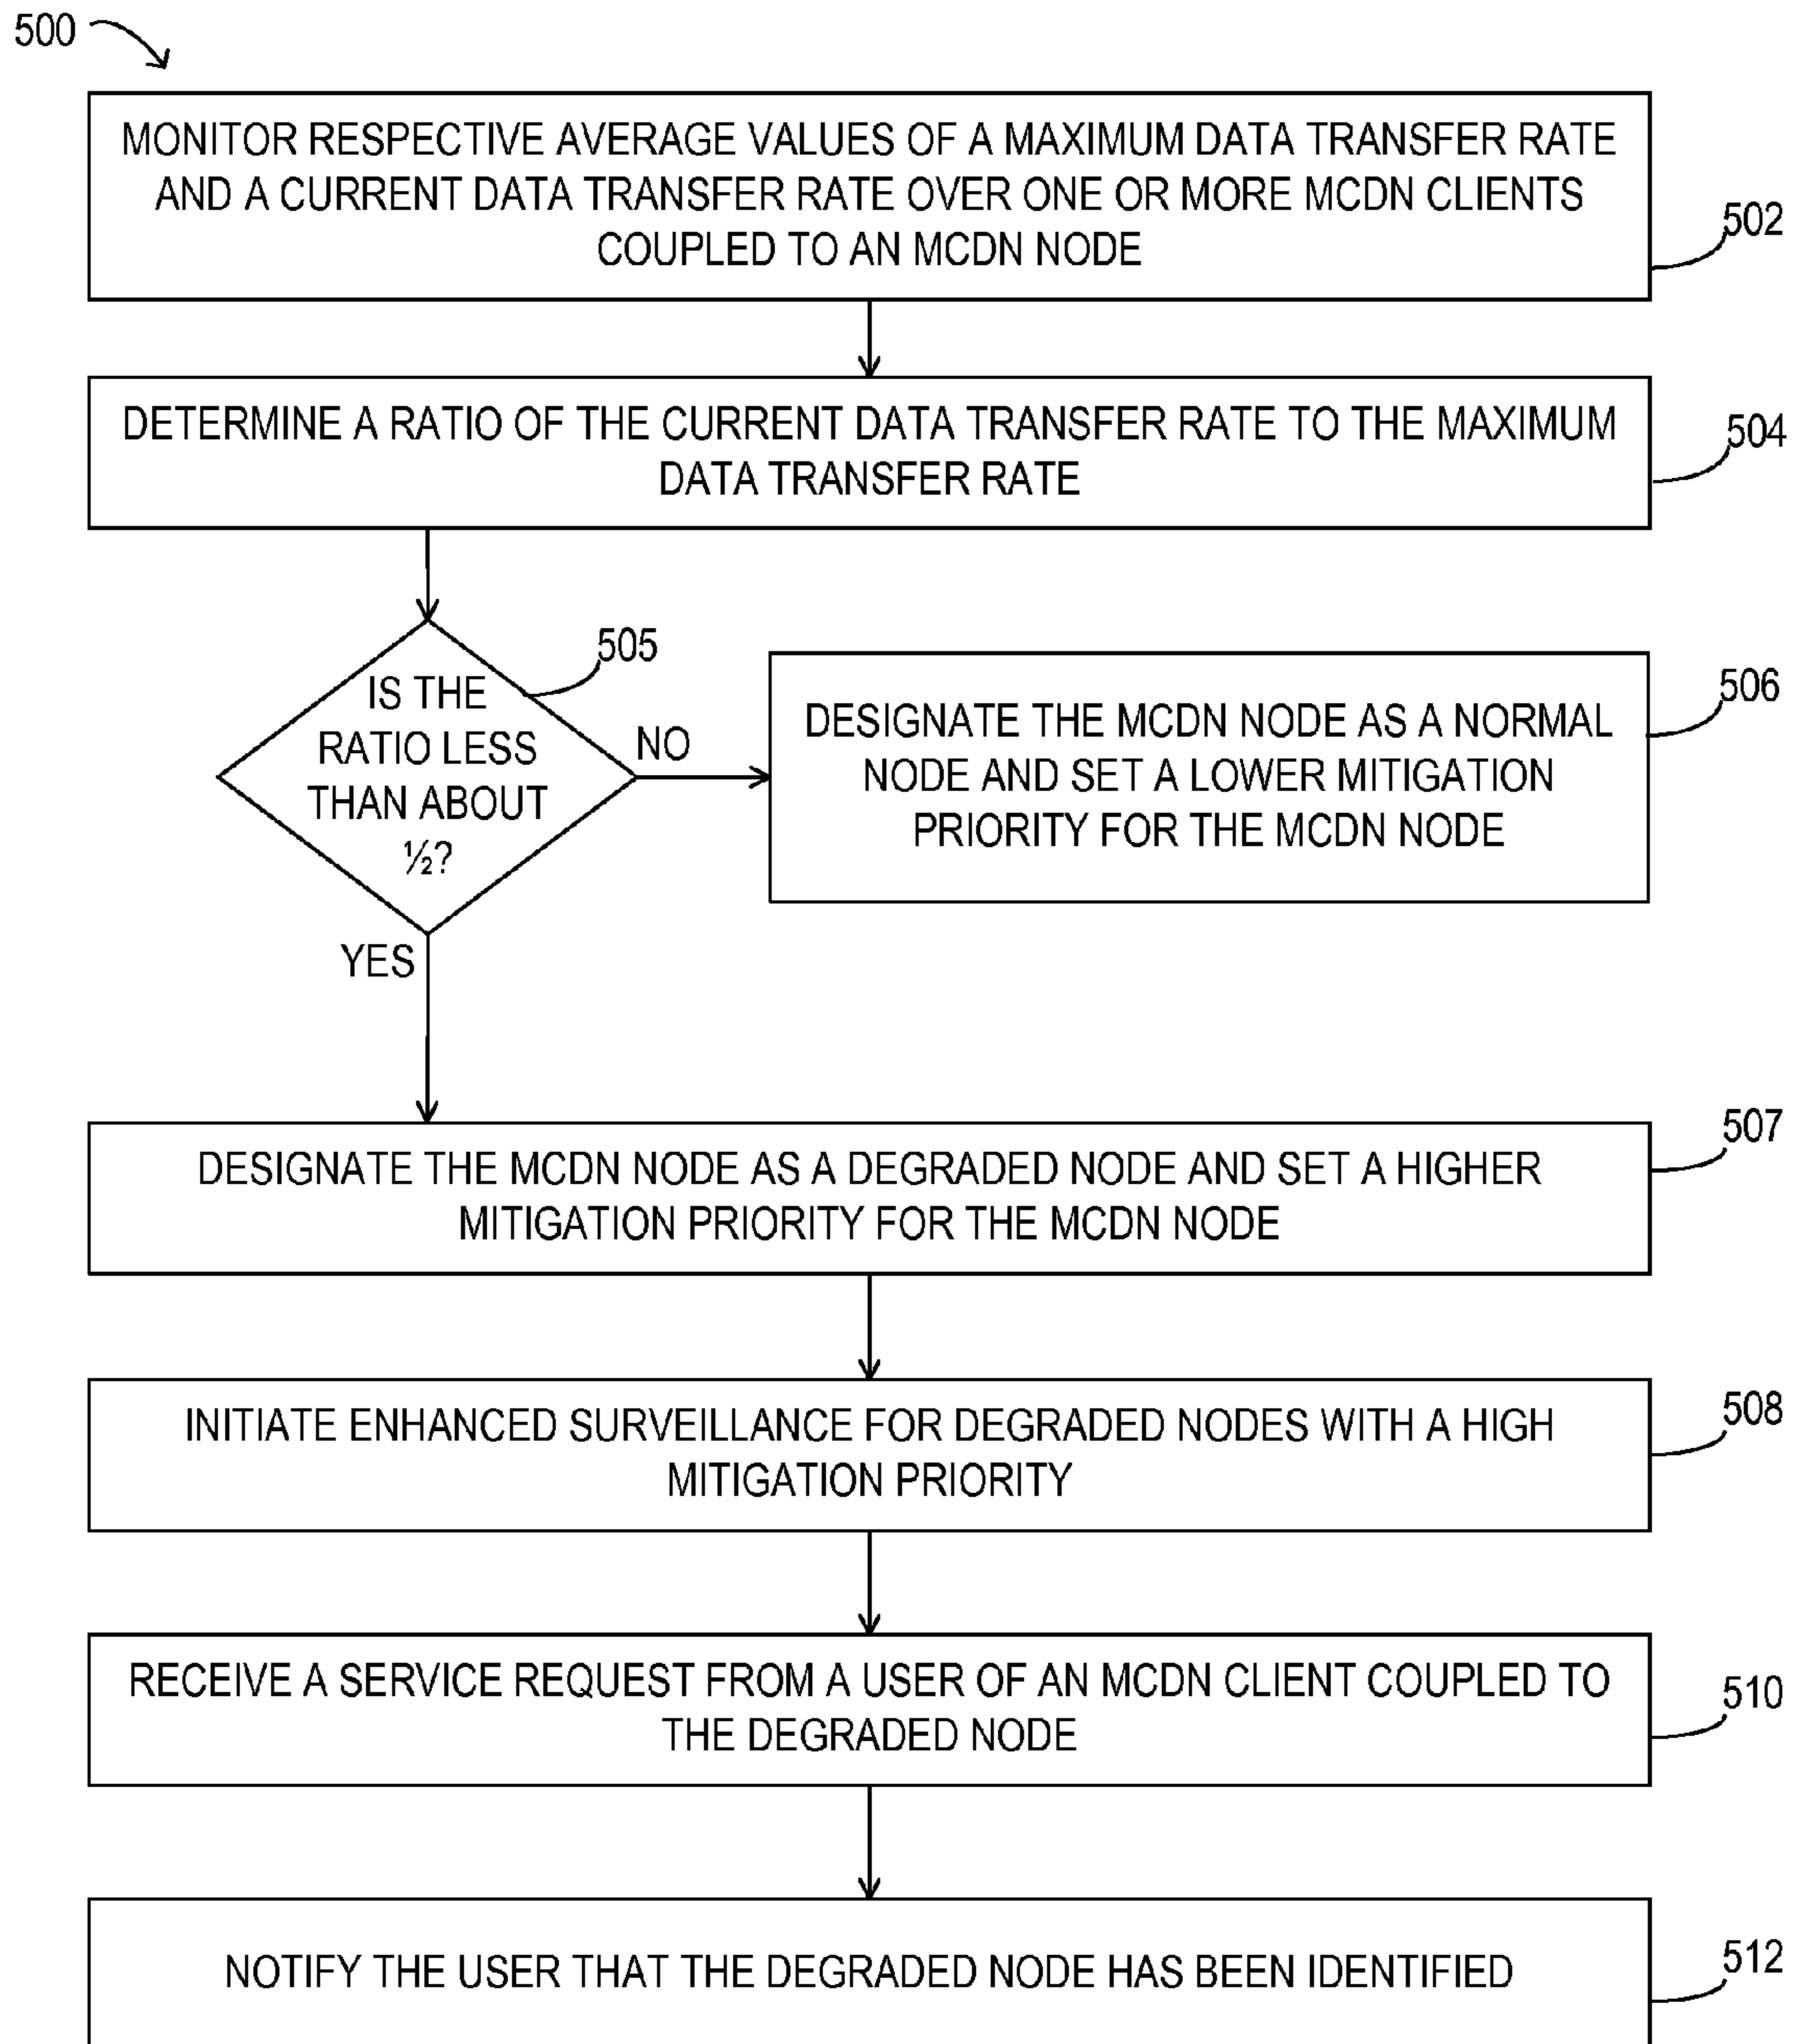 500
MONITOR RESPECTIVE AVERAGE VALUES OF A MAXIMUM DATA TRANSFER RATE
AND A CURRENT DATA TRANSFER RATE OVER ONE OR MORE MCDN CLIENTS
COUPLED TO AN MCDN NODE
502
DETERMINE A RATIO OF THE CURRENT DATA TRANSFER RATE TO THE MAXIMUM
DATA TRANSFER RATE
504
IS THE
RATIO LESS
THAN ABOUT
½?
505
NO
DESIGNATE THE MCDN NODE AS A NORMAL
NODE AND SET A LOWER MITIGATION
PRIORITY FOR THE MCDN NODE
506
YES
DESIGNATE THE MCDN NODE AS A DEGRADED NODE AND SET A HIGHER
MITIGATION PRIORITY FOR THE MCDN NODE
507
INITIATE ENHANCED SURVEILLANCE FOR DEGRADED NODES WITH A HIGH
MITIGATION PRIORITY
508
RECEIVE A SERVICE REQUEST FROM A USER OF AN MCDN CLIENT COUPLED TO
THE DEGRADED NODE
510
NOTIFY THE USER THAT THE DEGRADED NODE HAS BEEN IDENTIFIED
512